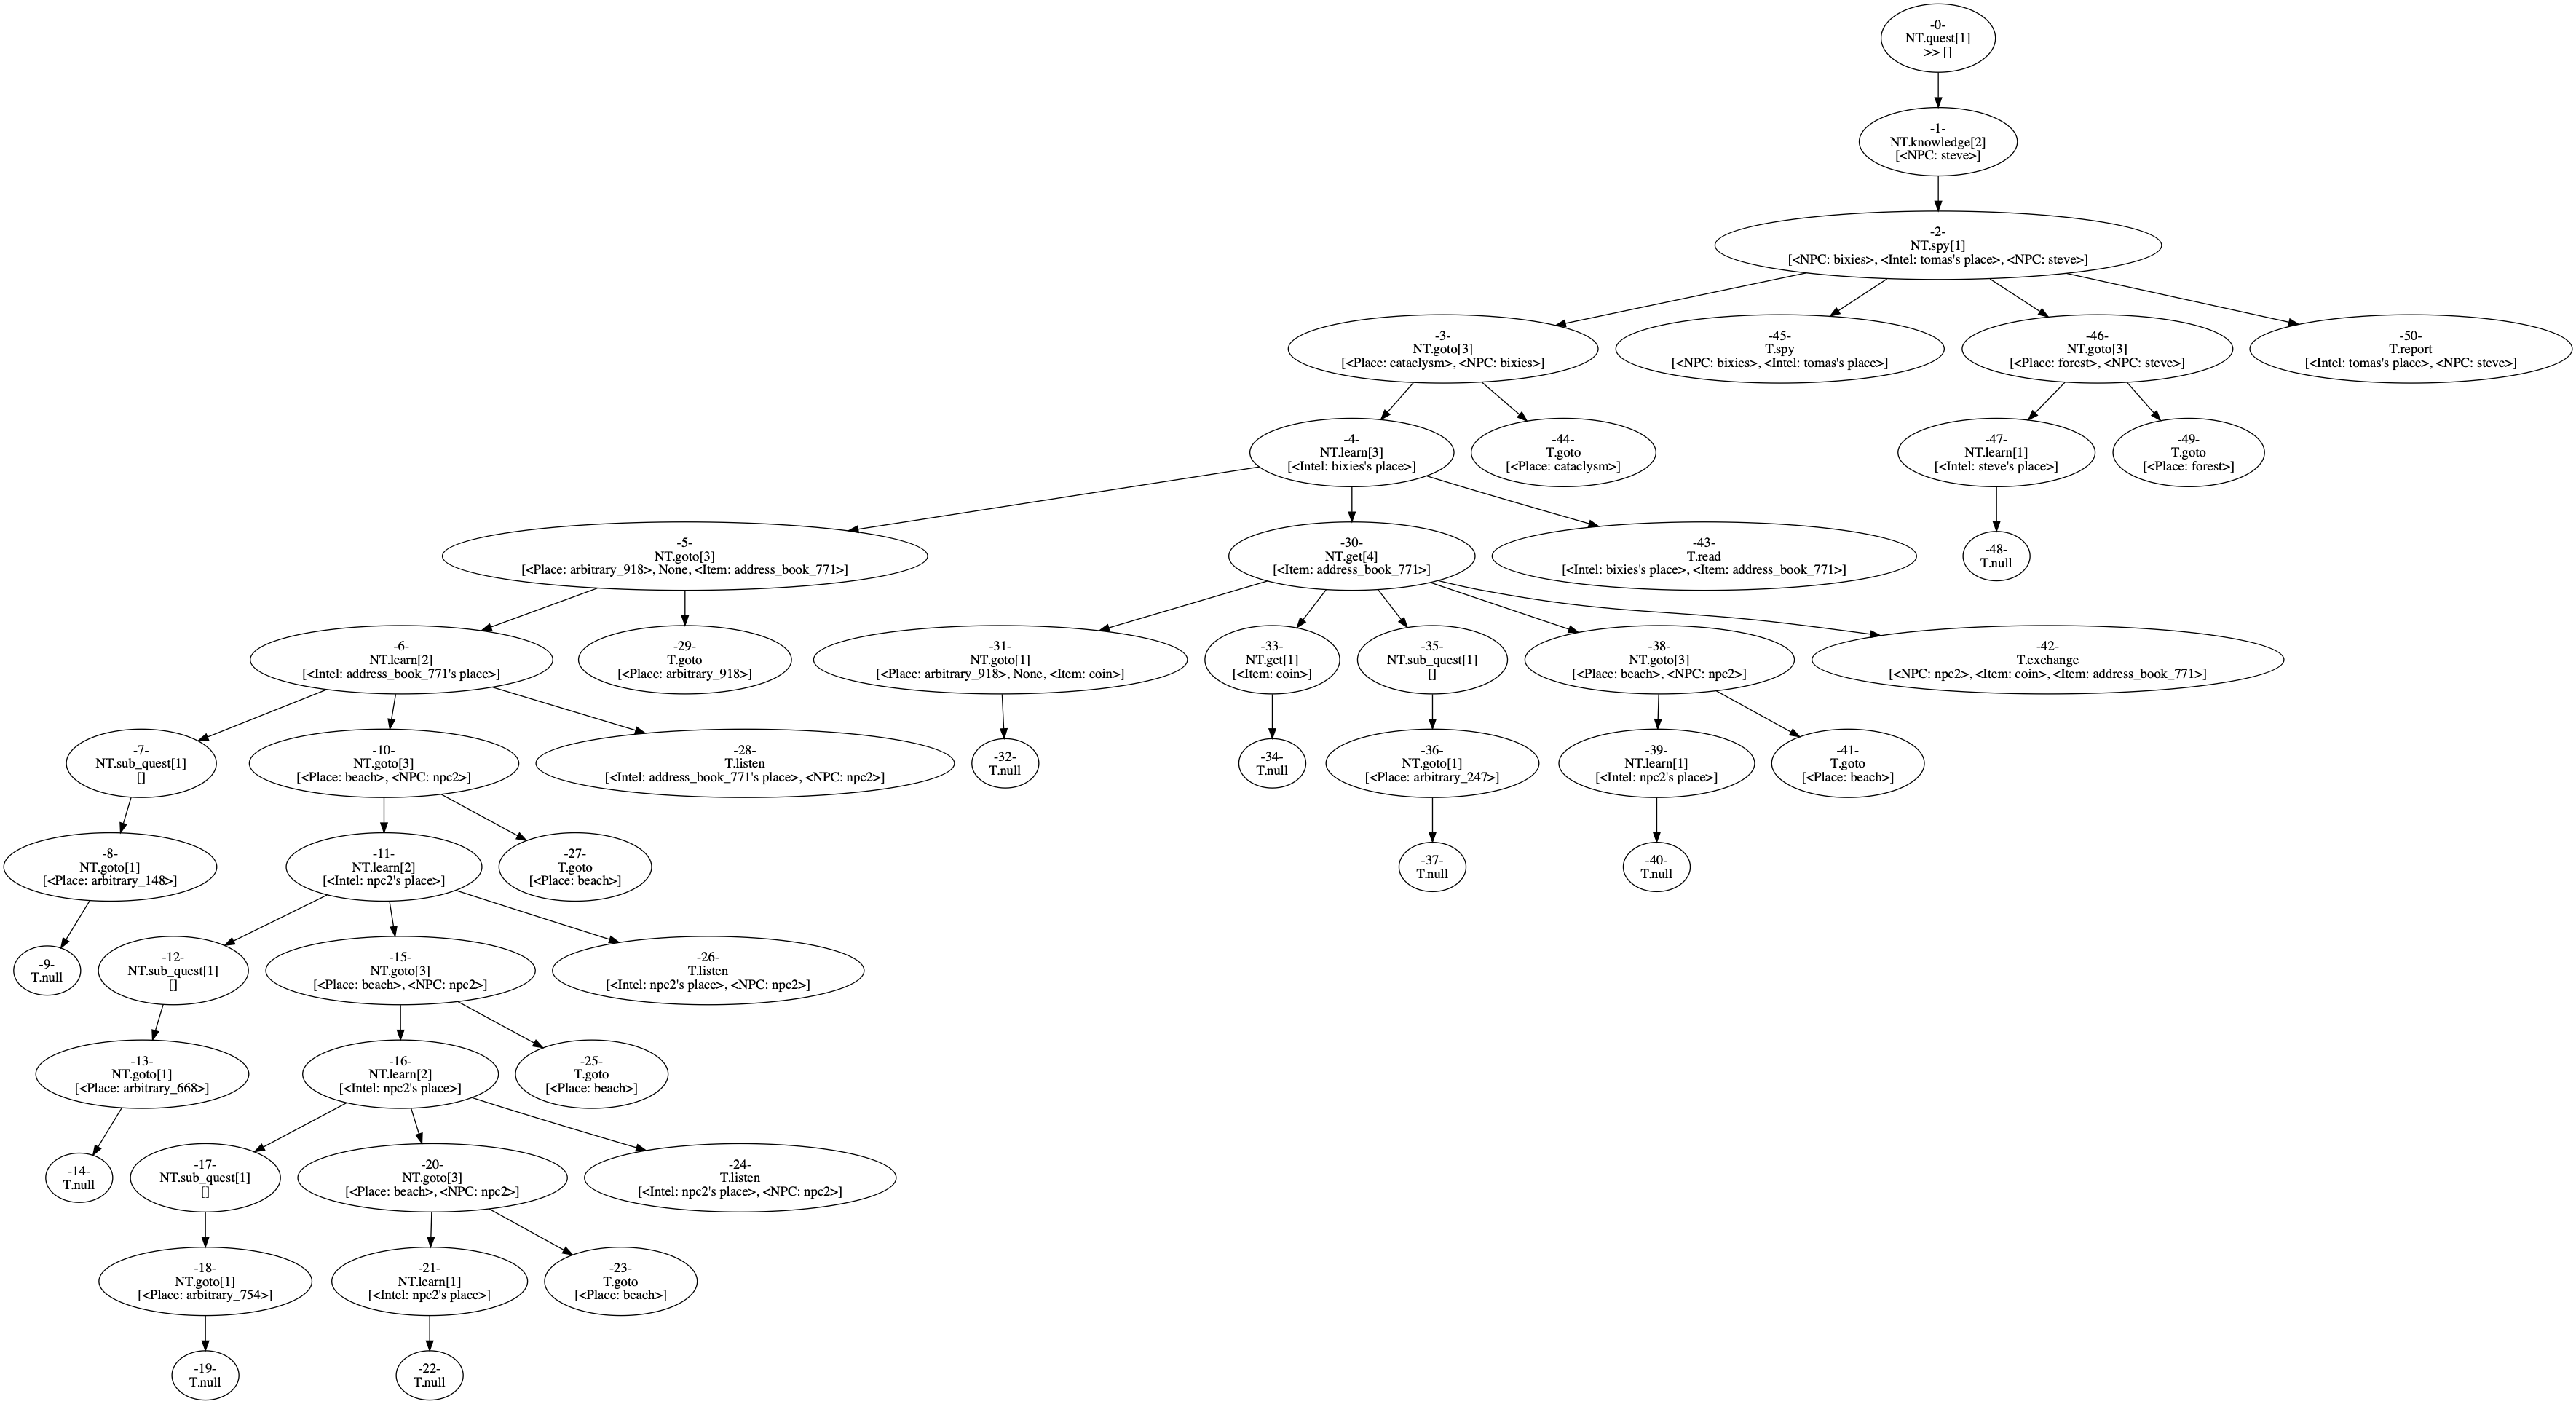 -0-
NT.quest[1]
>> []
-1-
NT.knowledge[2]
[<NPC: steve>]
-2-
NT.spy[1]
[<NPC: bixies>, <Intel: tomas's place>, <NPC: steve>]
-3-
NT.goto[3]
[<Place: cataclysm>, <NPC: bixies>]
-45-
T.spy
[<NPC: bixies>, <Intel: tomas's place>]
-46-
NT.goto[3]
[<Place: forest>, <NPC: steve>]
-50-
T.report
[<Intel: tomas's place>, <NPC: steve>]
-4-
NT.learn[3]
[<Intel: bixies's place>]
-44-
T.goto
[<Place: cataclysm>]
-47-
NT.learn[1]
[<Intel: steve's place>]
-49-
T.goto
[<Place: forest>]
-5-
NT.goto[3]
[<Place: arbitrary_918>, None, <Item: address_book_771>]
-30-
NT.get[4]
[<Item: address_book_771>]
-43-
T.read
[<Intel: bixies's place>, <Item: address_book_771>]
-48-
T.null
-6-
NT.learn[2]
[<Intel: address_book_771's place>]
-29-
T.goto
[<Place: arbitrary_918>]
-31-
NT.goto[1]
[<Place: arbitrary_918>, None, <Item: coin>]
-33-
NT.get[1]
[<Item: coin>]
-35-
NT.sub_quest[1]
[]
-38-
NT.goto[3]
[<Place: beach>, <NPC: npc2>]
-42-
T.exchange
[<NPC: npc2>, <Item: coin>, <Item: address_book_771>]
-7-
NT.sub_quest[1]
[]
-10-
NT.goto[3]
[<Place: beach>, <NPC: npc2>]
-28-
T.listen
[<Intel: address_book_771's place>, <NPC: npc2>]
-32-
T.null
-34-
T.null
-36-
NT.goto[1]
[<Place: arbitrary_247>]
-39-
NT.learn[1]
[<Intel: npc2's place>]
-41-
T.goto
[<Place: beach>]
-8-
NT.goto[1]
[<Place: arbitrary_148>]
-11-
NT.learn[2]
[<Intel: npc2's place>]
-27-
T.goto
[<Place: beach>]
-37-
T.null
-40-
T.null
-9-
T.null
-12-
NT.sub_quest[1]
[]
-15-
NT.goto[3]
[<Place: beach>, <NPC: npc2>]
-26-
T.listen
[<Intel: npc2's place>, <NPC: npc2>]
-13-
NT.goto[1]
[<Place: arbitrary_668>]
-16-
NT.learn[2]
[<Intel: npc2's place>]
-25-
T.goto
[<Place: beach>]
-14-
T.null
-17-
NT.sub_quest[1]
[]
-20-
NT.goto[3]
[<Place: beach>, <NPC: npc2>]
-24-
T.listen
[<Intel: npc2's place>, <NPC: npc2>]
-18-
NT.goto[1]
[<Place: arbitrary_754>]
-21-
NT.learn[1]
[<Intel: npc2's place>]
-23-
T.goto
[<Place: beach>]
-19-
T.null
-22-
T.null